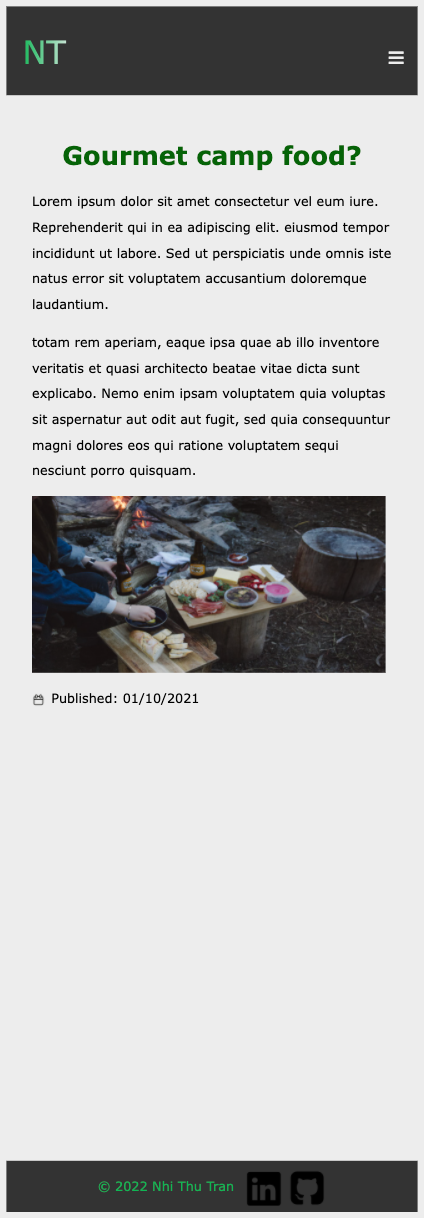 NT
Gourmet camp food?
Lorem ipsum dolor sit amet consectetur vel eum iure.
Reprehenderit qui in ea adipiscing elit. eiusmod tempor
incididunt ut labore. Sed ut perspiciatis unde omnis iste
natus error sit voluptatem accusantium doloremque
laudantium.
totam rem aperiam, eaque ipsa quae ab illo inventore
veritatis et quasi architecto beatae vitae dicta sunt
explicabo. Nemo enim ipsam voluptatem quia voluptas
sit aspernatur aut odit aut fugit, sed quia consequuntur
magni dolores eos qui ratione voluptatem sequi
nesciunt porro quisquam.
Published: 01/10/2021
© 2022 Nhi Thu Tran in